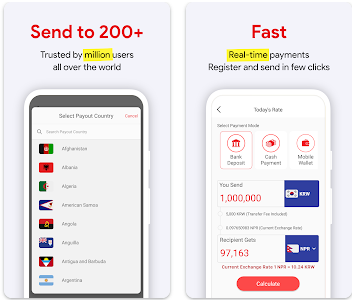 Send to 200+
Trusted by million users
all over the world
Select Payout Country
Cancel
Search Payout Country
Afghanistan
Albania
Algeria
American Samoa
Angola
Anguilla
Antigua and Barbuda
Argentina
Fast
Real-time payments
Register and send in few clicks
Today's Rate
Select Payment Mode
Bank
Deposit
Cash
Payment
Mobile
Wallet
You Send
1,000,000
KRW
5,000 KRW (Transfer Fee Included)
NPR (Current Exchange Rate)
Recipient Gets
97,163
NPR
Current Exchange Rate 1 NPR = 10.24 KRW
Calculate